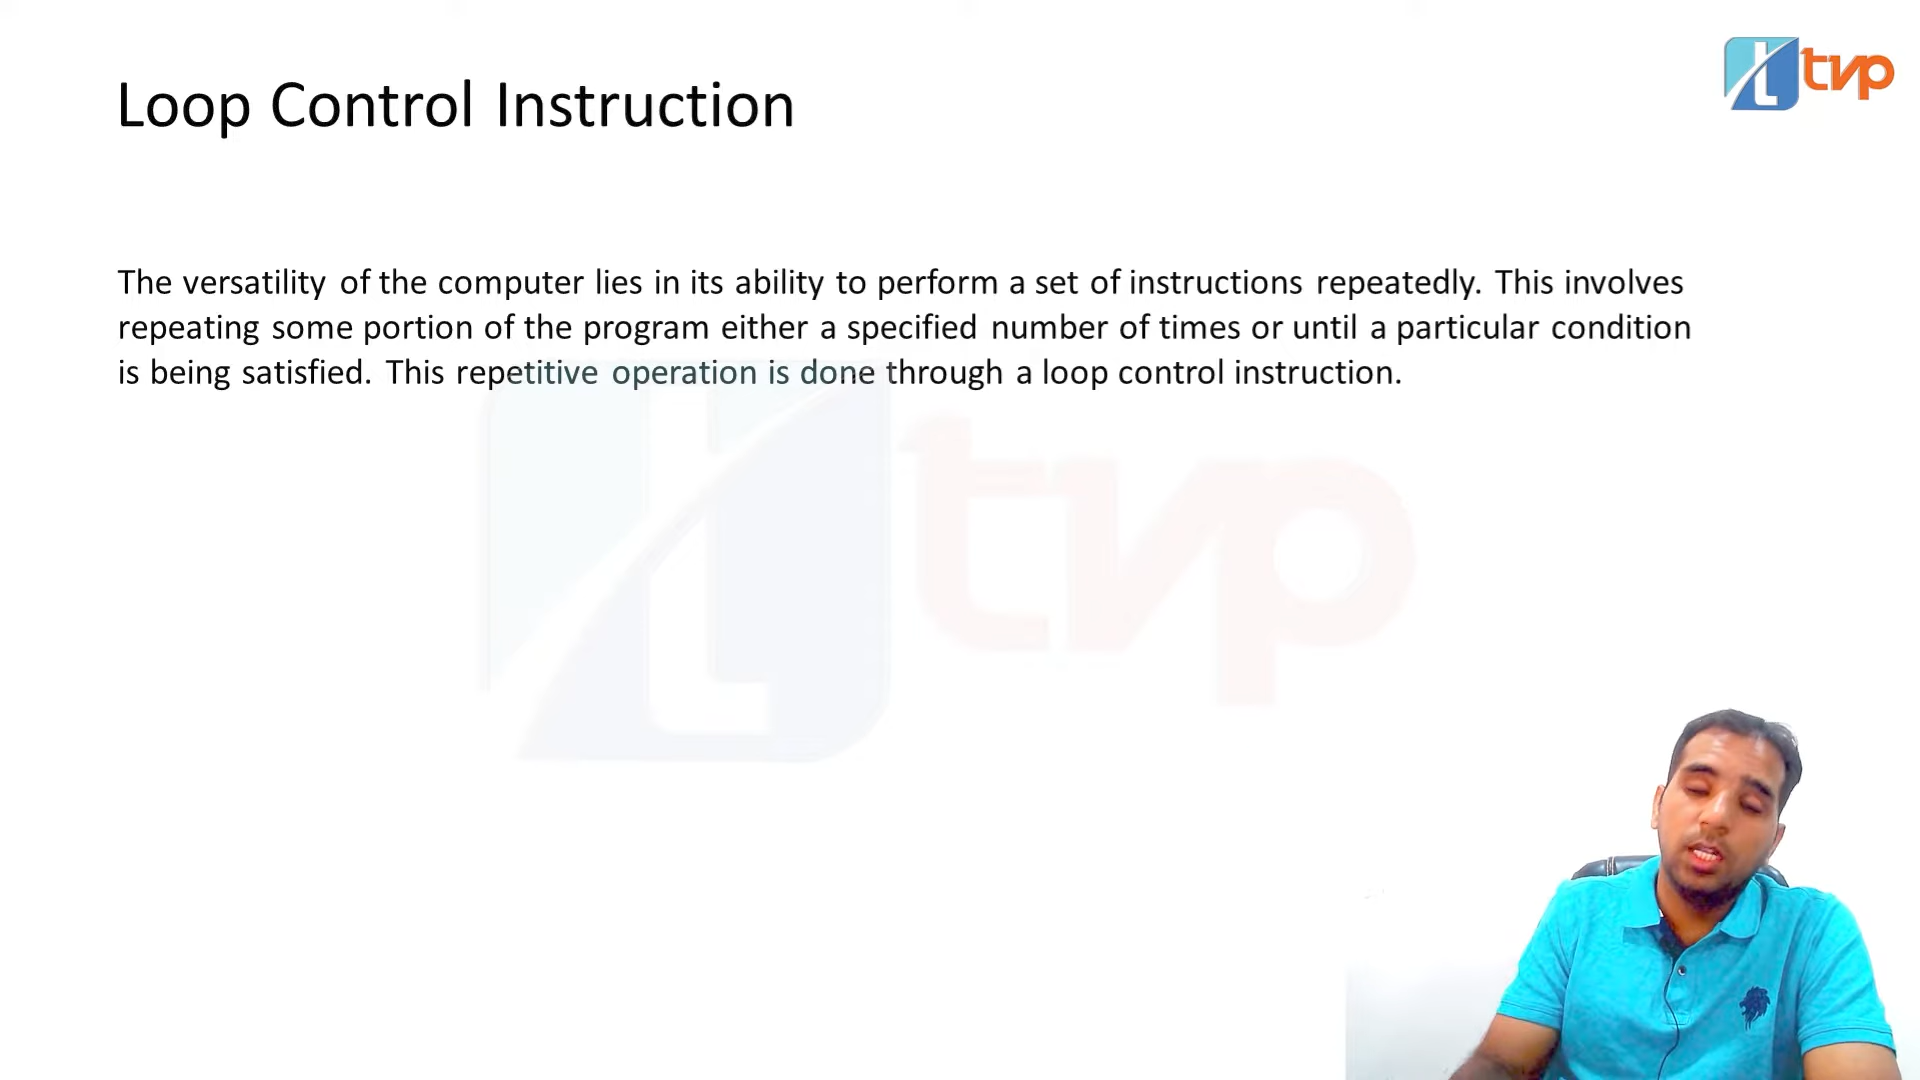 tvp
Loop Control Instruction
The versatility of the computer lies in its ability to perform a set of instructions repeatedly. This involves
repeating some portion of the program either a specified number of times or until a particular condition
is being satisfied. This repetitive operation is done through a loop control instruction.
tvp